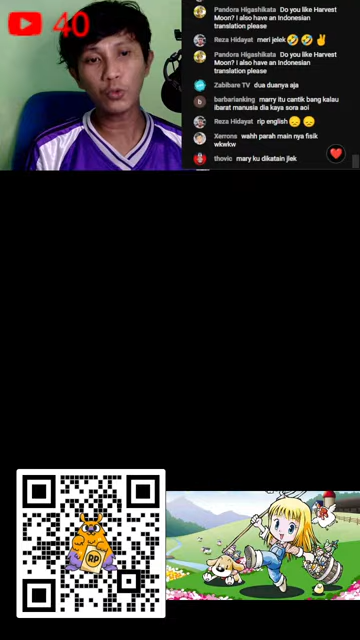 40
Pandora Higashikata Do you like Harvest
Moon? I also have an Indonesian
translation please
Reza Hidayat meri jelek
Pandora Higashikata Do you like Harvest
Moon? I also have an Indonesian
translation please
Zabibare TV dua duanya aja
barbarianking marry itu cantik bang kalau
ibarat manusia dia kaya sora aoi
Reza Hidayat rip english
Xerrons wahh parah main nya fisik
wkwkw
thovic mary ku dikatain jlek
RP